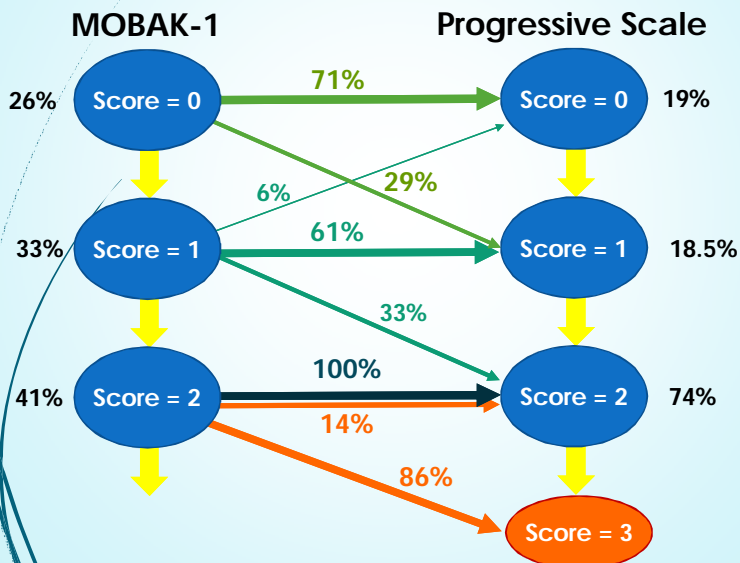 MOBAK-1
Progressive Scale
26%
Score = 0
71%
Score = 0
19%
6%
29%
33%
Score = 1
61%
Score = 1
18.5%
33%
41%
Score = 2
100%
14%
Score = 2
74%
86%
Score = 3